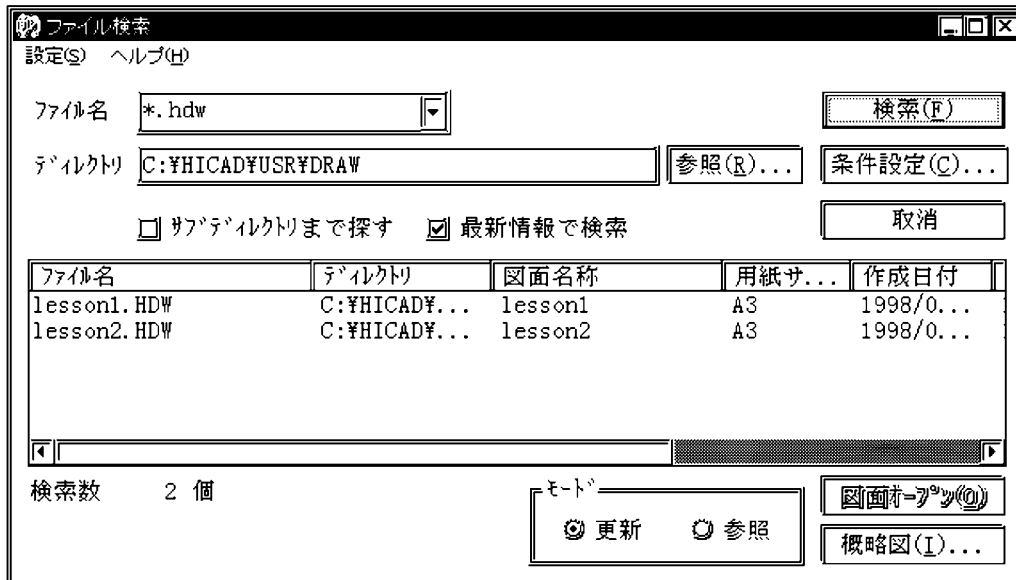 ファイル検索
設定(S) ヘルプ(H)
ﾌｧｲﾙ名 *.hdw 検索(F)
ﾃﾞｨﾚｸﾄﾘ C:¥HICAD¥USR¥DRAW 参照(R)... 条件設定(C)...
ｻﾌﾞﾃﾞｨﾚｸﾄﾘまで探す 最新情報で検索 取消
ﾌｧｲﾙ名 ﾃﾞｨﾚｸﾄﾘ 図面名称 用紙サ... 作成日付
lesson1.HDW C:¥HICAD¥... lesson1 A3 1998/0...
lesson2.HDW C:¥HICAD¥... lesson2 A3 1998/0...
検索数 2 個 ﾓｰﾄﾞ 図面ｵｰﾌﾟﾝ(O)
更新 参照 概略図(I)...